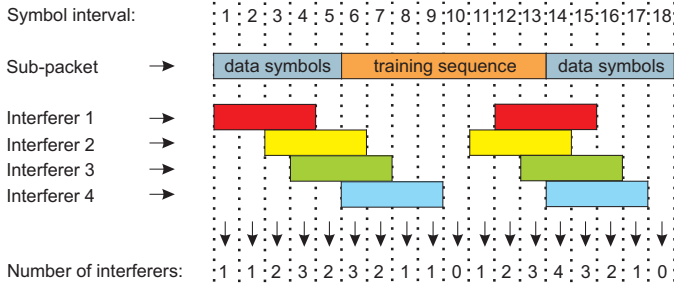 Symbol interval: 1 2 3 4 5 6 7 8 9 10 11 12 13 14 15 16 17 18
Sub-packet data symbols training sequence data symbols
Interferer 1
Interferer 2
Interferer 3
Interferer 4
Number of interferers: 1 1 2 3 2 3 2 1 1 0 1 2 3 4 3 2 1 0